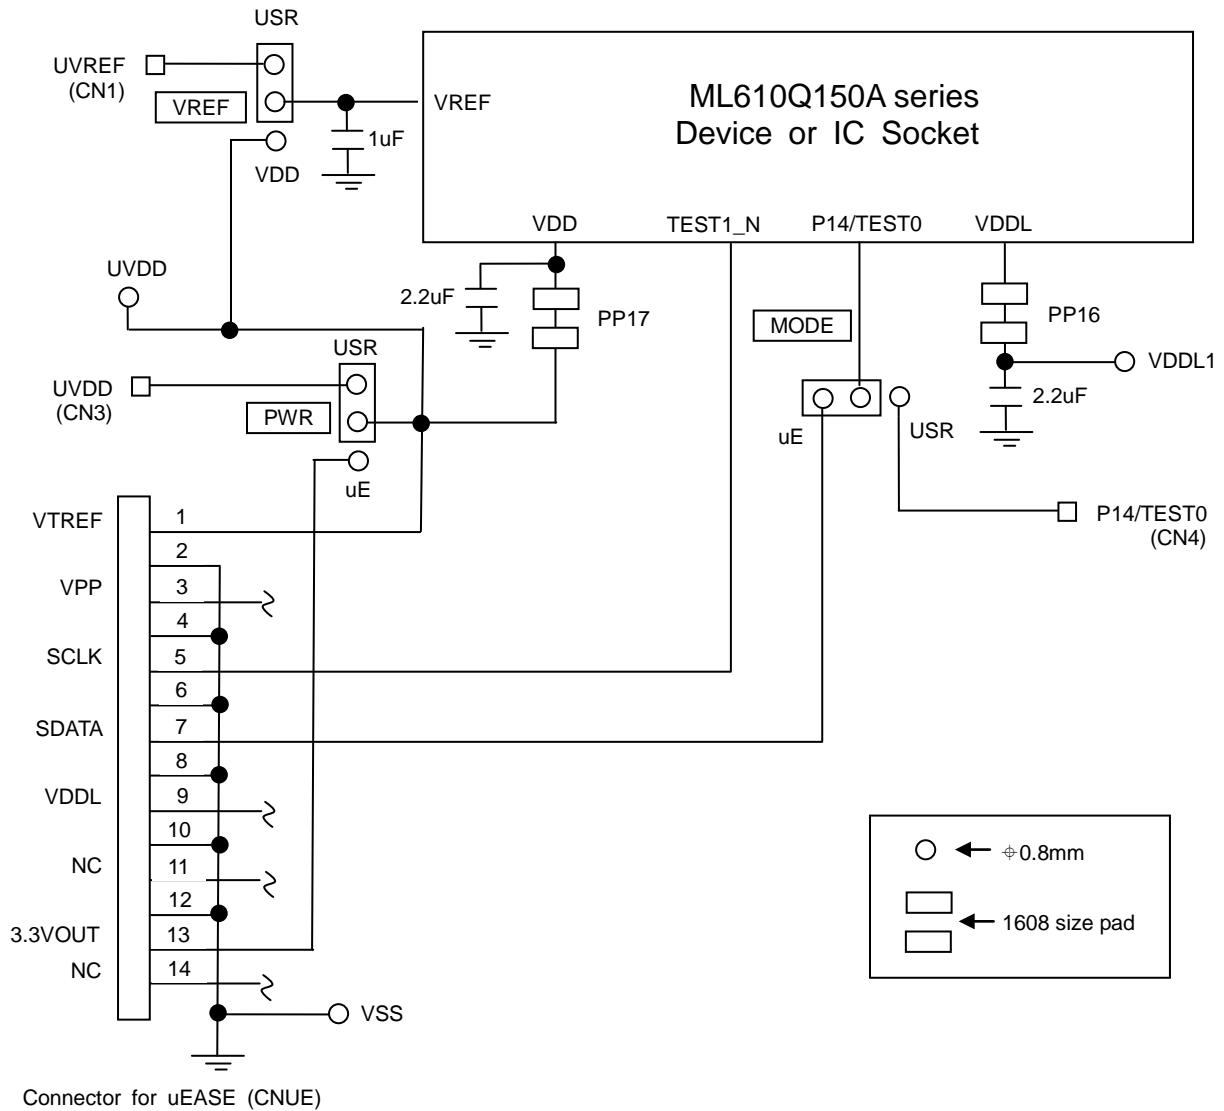 USR
UVREF
(CN1)
VREF
VREF
ML610Q150A series
Device or IC Socket
1uF
VDD
VDD
TEST1_N
P14/TEST0
VDDL
UVDD
2.2uF
PP17
MODE
PP16
USR
UVDD
(CN3)
PWR
VDDL1
2.2uF
uE
USR
uE
P14/TEST0
(CN4)
VTREF
1
2
VPP
3
4
SCLK
5
6
SDATA
7
8
VDDL
9
10
NC
11
12
3.3VOUT
13
NC
14
VSS
⌀0.8mm
1608 size pad
Connector for uEASE (CNUE)